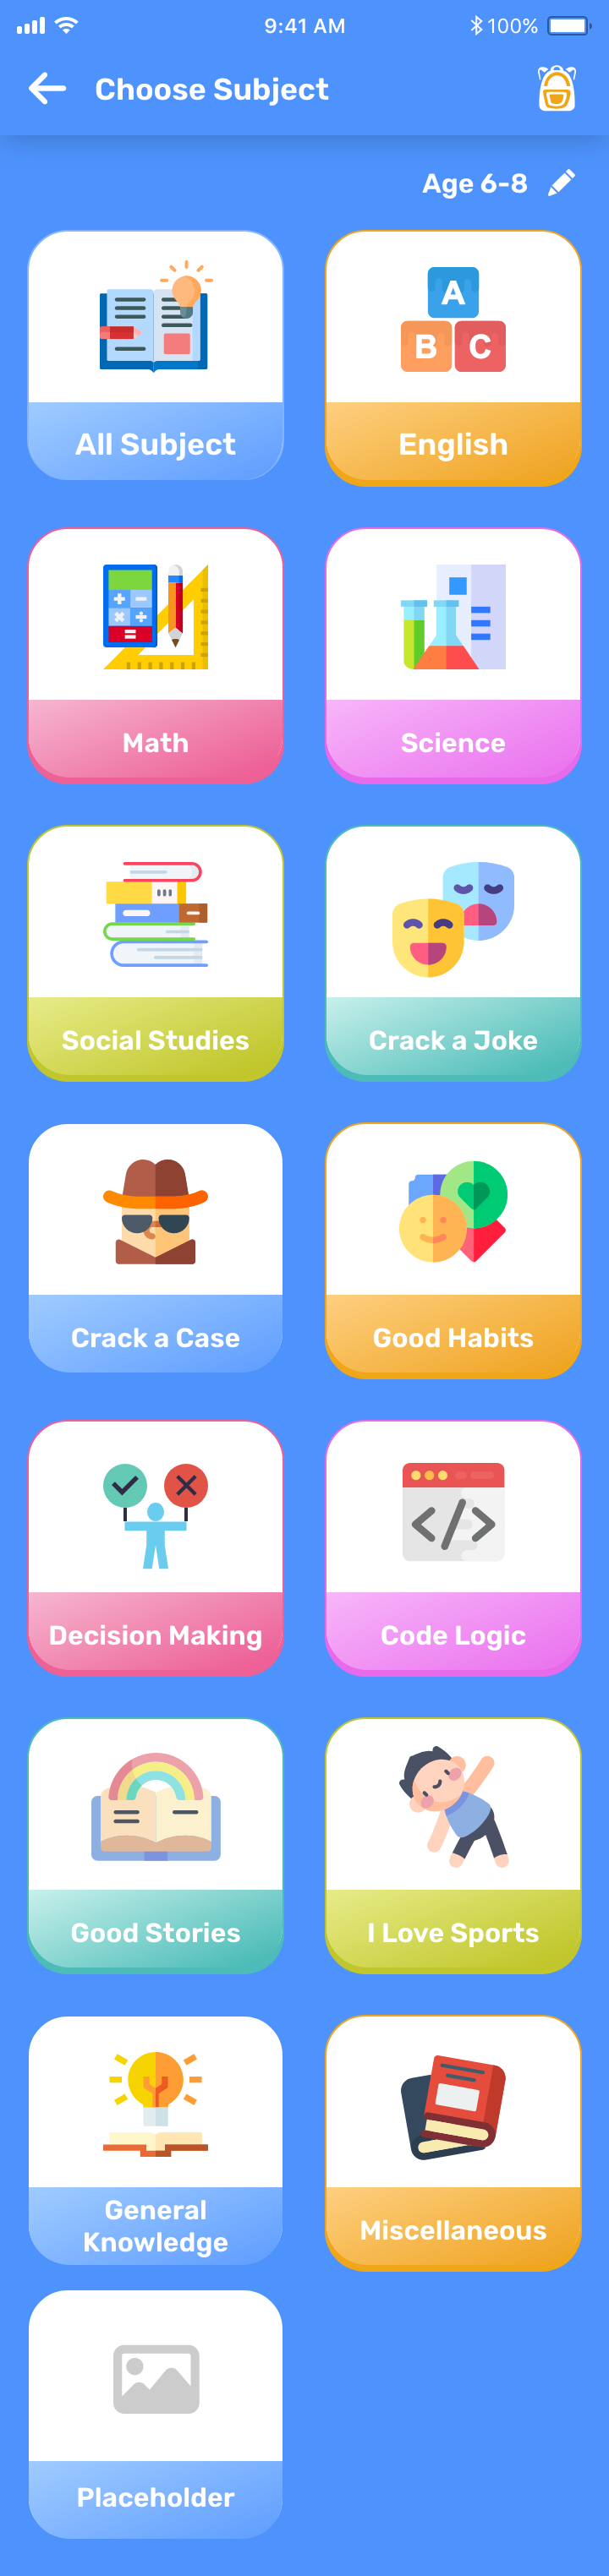 9:41 AM
100%
Choose Subject
Age 6-8
All Subject
A
B C
English
Math
Science
Social Studies
Crack a Joke
Crack a Case
Good Habits
</>
Decision Making
Code Logic
Good Stories
I Love Sports
General
Knowledge
Miscellaneous
Placeholder